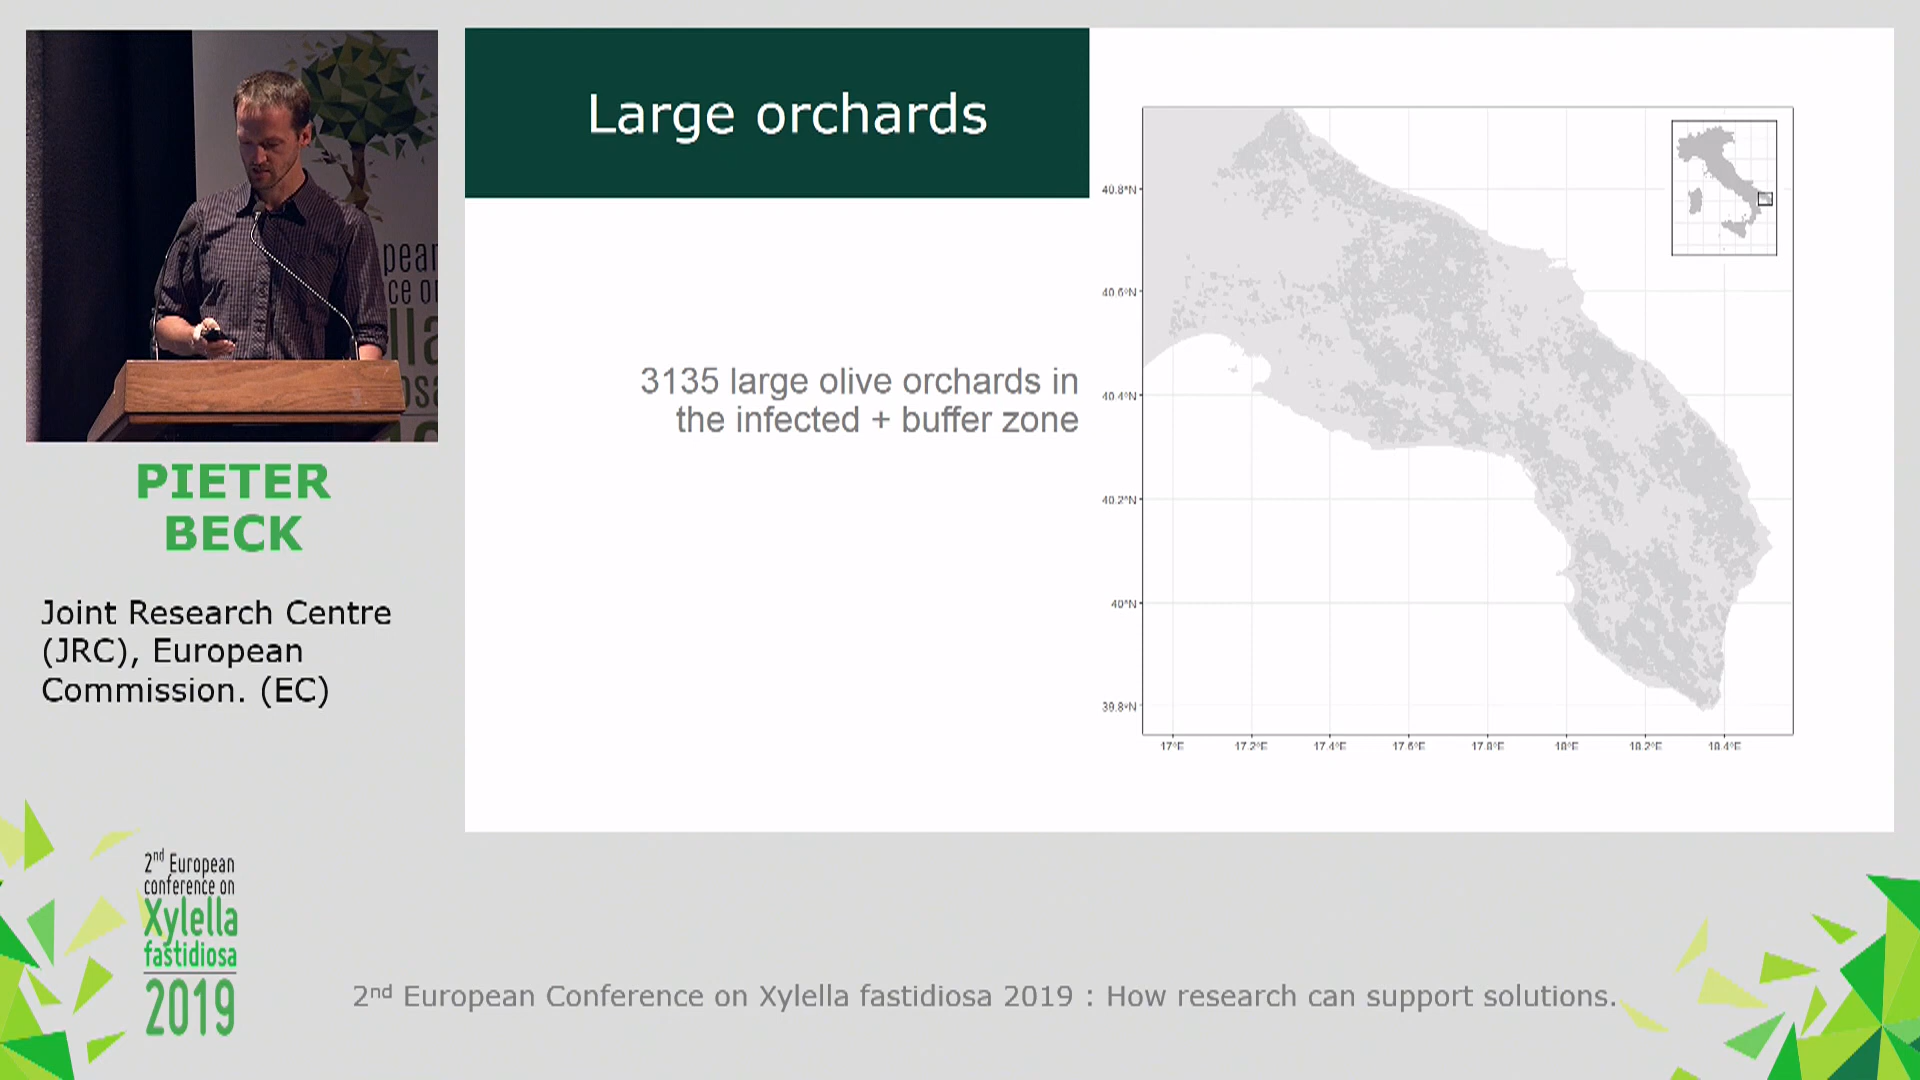 Large orchards
3135 large olive orchards in
the infected + buffer zone
40.8°N
40.6°N
40.4°N
40.2°N
40°N
39.8°N
17°E
17.2°E
17.4°E
17.6°E
17.8°E
18°E
18.2°E
18.4°E
PIETER
BECK
Joint Research Centre
(JRC), European
Commission. (EC)
2nd European
conference on
Xylella
fastidiosa
2019
2nd European Conference on Xylella fastidiosa 2019 : How research can support solutions.